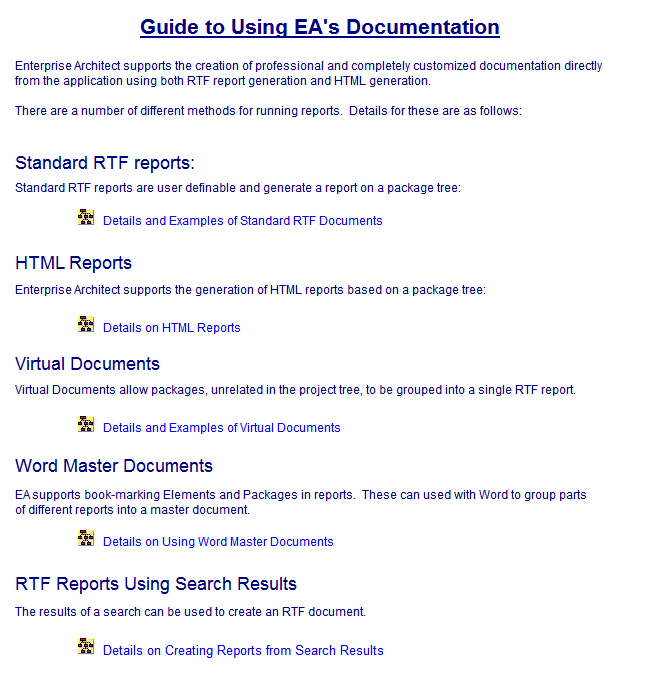 Guide to Using EA's Documentation
Enterprise Architect supports the creation of professional and completely customized documentation directly
from the application using both RTF report generation and HTML generation.
There are a number of different methods for running reports.  Details for these are as follows:
Standard RTF reports:
Standard RTF reports are user definable and generate a report on a package tree:
Details and Examples of Standard RTF Documents
HTML Reports
Enterprise Architect supports the generation of HTML reports based on a package tree:
Details on HTML Reports
Virtual Documents
Virtual Documents allow packages, unrelated in the project tree, to be grouped into a single RTF report.
Details and Examples of Virtual Documents
Word Master Documents
EA supports book-marking Elements and Packages in reports.  These can used with Word to group parts
of different reports into a master document.
Details on Using Word Master Documents
RTF Reports Using Search Results
The results of a search can be used to create an RTF document.
Details on Creating Reports from Search Results